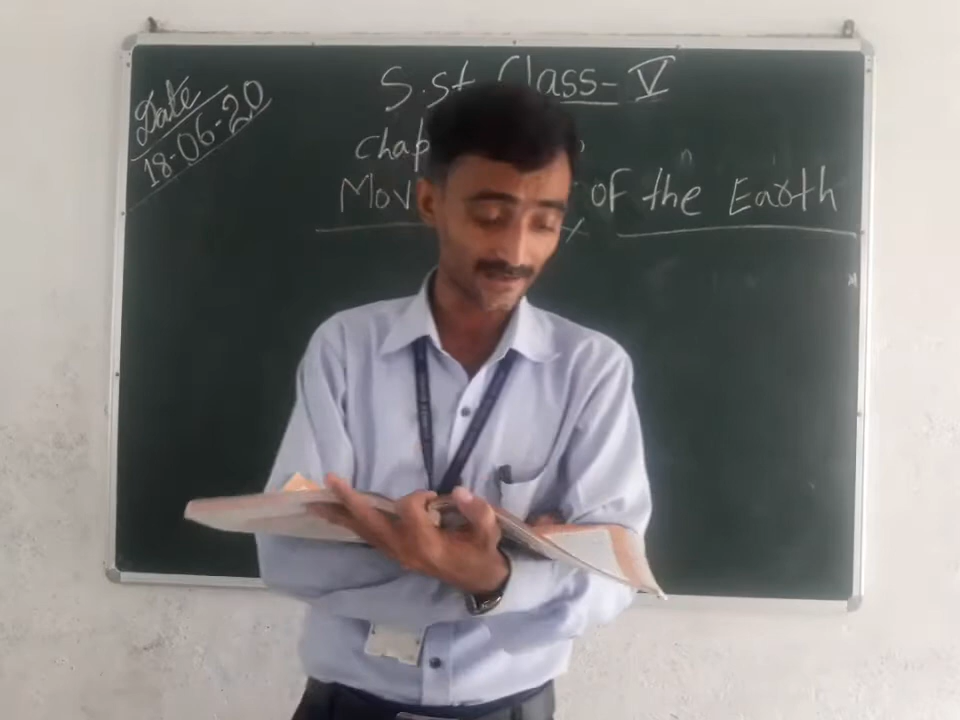 Date
18-06-20
S.st Class-V
chap
Mov of the Earth